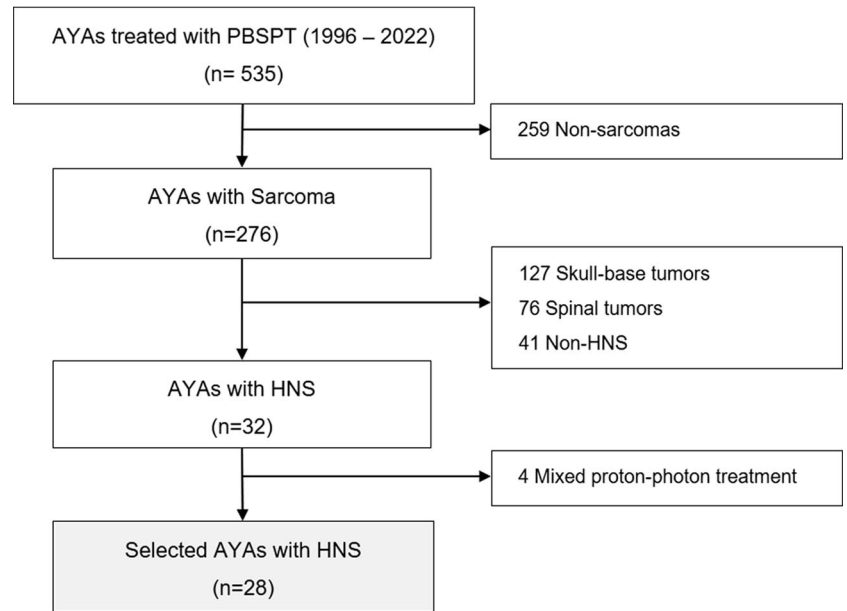 AYAs treated with PBSPT (1996 – 2022)
(n= 535)
259 Non-sarcomas
AYAs with Sarcoma
(n=276)
127 Skull-base tumors
76 Spinal tumors
41 Non-HNS
AYAs with HNS
(n=32)
4 Mixed proton-photon treatment
Selected AYAs with HNS
(n=28)